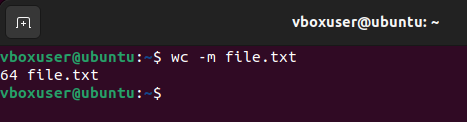 vboxuser@ubuntu: ~
vboxuser@ubuntu:~$ wc -m file.txt
64 file.txt
vboxuser@ubuntu:~$